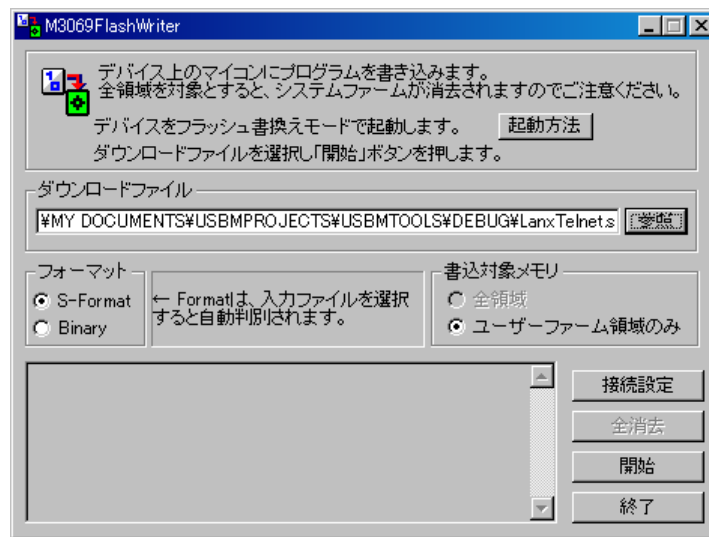 M3069FlashWriter
デバイス上のマイコンにプログラムを書き込みます。
全領域を対象とすると、システムファームが消去されますのでご注意ください。
デバイスをフラッシュ書換えモードで起動します。 起動方法
ダウンロードファイルを選択し「開始」ボタンを押します。
ダウンロードファイル
¥MY DOCUMENTS¥USBMPROJECTS¥USBMTOOLS¥DEBUG¥LanxTelnet.s 参照
フォーマット
S-Format
Binary
← Formatは、入力ファイルを選択
すると自動判別されます。
書込対象メモリ
全領域
ユーザーファーム領域のみ
接続設定
全消去
開始
終了